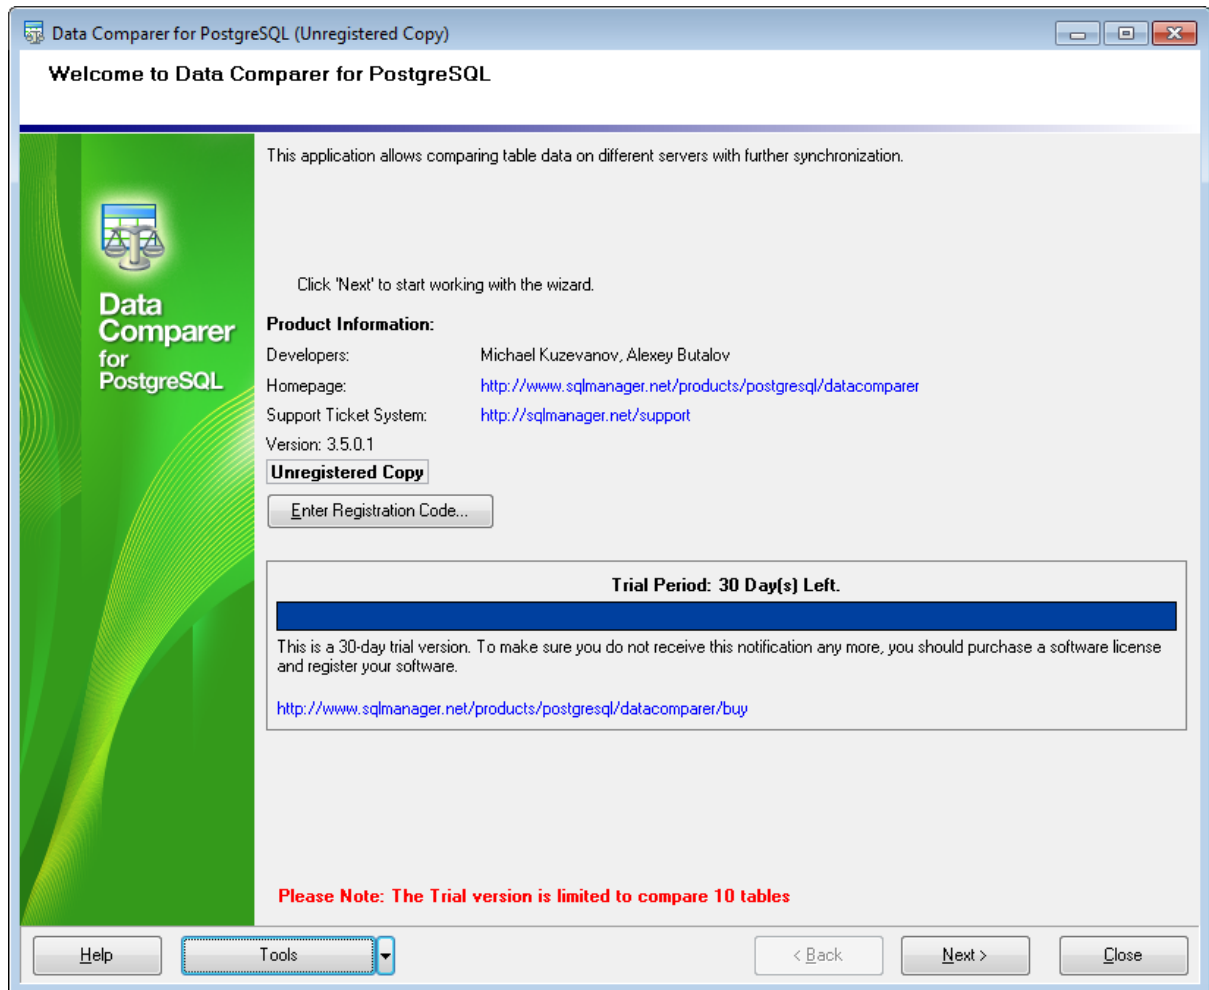 Data Comparer for PostgreSQL (Unregistered Copy)
Welcome to Data Comparer for PostgreSQL
This application allows comparing table data on different servers with further synchronization.
Click 'Next' to start working with the wizard.
Data
Comparer
for
PostgreSQL
Product Information:
Developers: Michael Kuzevanov, Alexey Butalov
Homepage: http://www.sqlmanager.net/products/postgresql/datacomparer
Support Ticket System: http://sqlmanager.net/support
Version: 3.5.0.1
Unregistered Copy
Enter Registration Code...
Trial Period: 30 Day(s) Left.
This is a 30-day trial version. To make sure you do not receive this notification any more, you should purchase a software license
and register your software.
http://www.sqlmanager.net/products/postgresql/datacomparer/buy
Please Note: The Trial version is limited to compare 10 tables
Help Tools < Back Next > Close